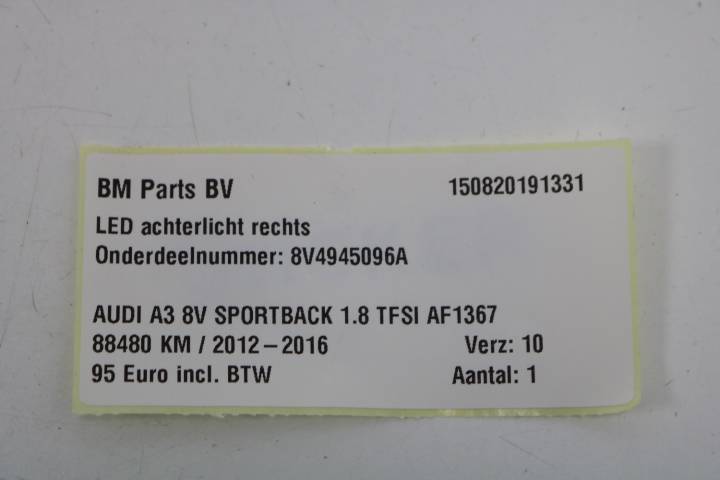 BM Parts BV 150820191331
LED achterlicht rechts
Onderdeelnummer: 8V4945096A
AUDI A3 8V SPORTBACK 1.8 TFSI AF1367
88480 KM / 2012 – 2016 Verz: 10
95 Euro incl. BTW Aantal: 1